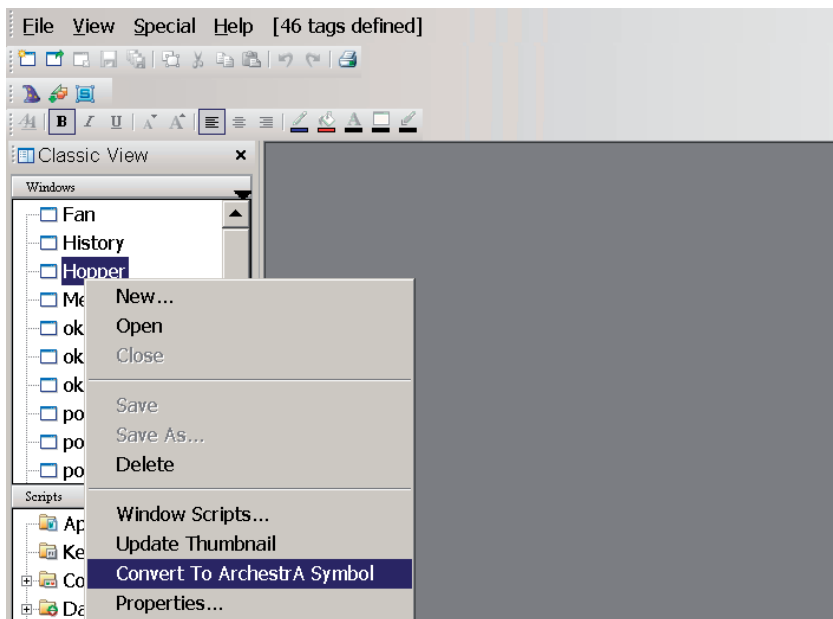 File View Special Help [46 tags defined]
B I U A A A
Classic View
Windows
Fan
History
Hopper
Me
ok
ok
ok
po
po
po
New...
Open
Close
Save
Save As...
Delete
Window Scripts...
Update Thumbnail
Convert To ArchestrA Symbol
Properties...
Scripts
Ap
Ke
Co
Da